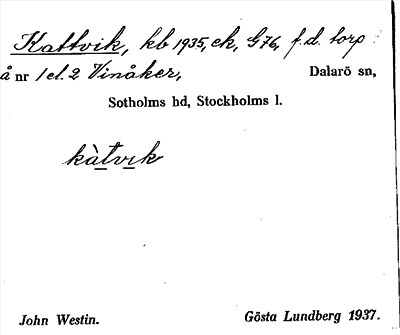 Kattvik, kb 1935, ek, G76, f.d. torp
å nr 1 el. 2 Vinåker, Dalarö sn,
Sotholms hd, Stockholms l.
kàtvik
John Westin. Gösta Lundberg 1937.